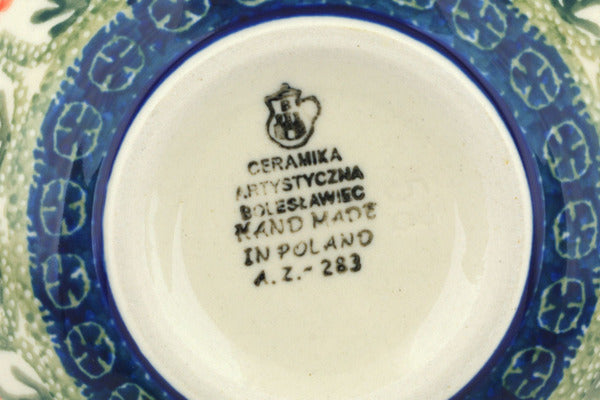 CERAMIKA
ARTYSTYCZNA
BOLESŁAWIEC
HAND MADE
IN POLAND
A.Z.- 283